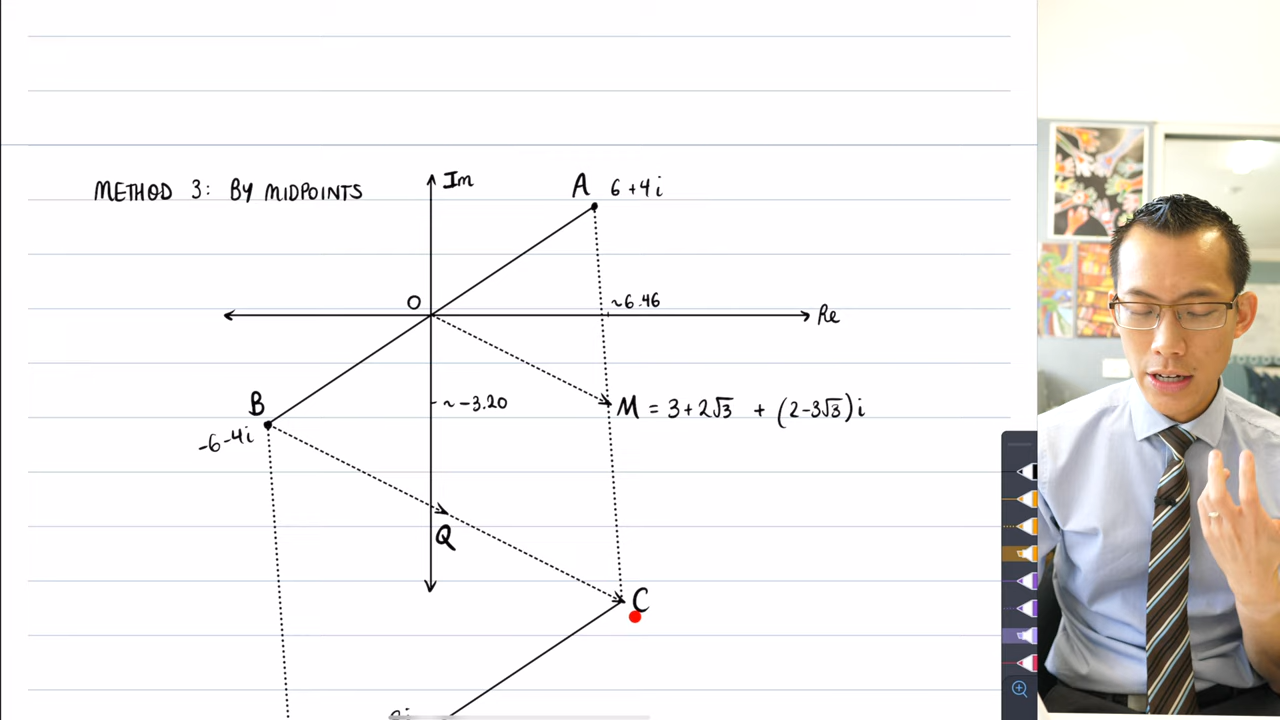 METHOD 3: BY MIDPOINTS
Im
A 6+4i
O
~6.46
Re
B
-6-4i
~-3.20
M = 3+2√3 + (2-3√3)i
Q
C